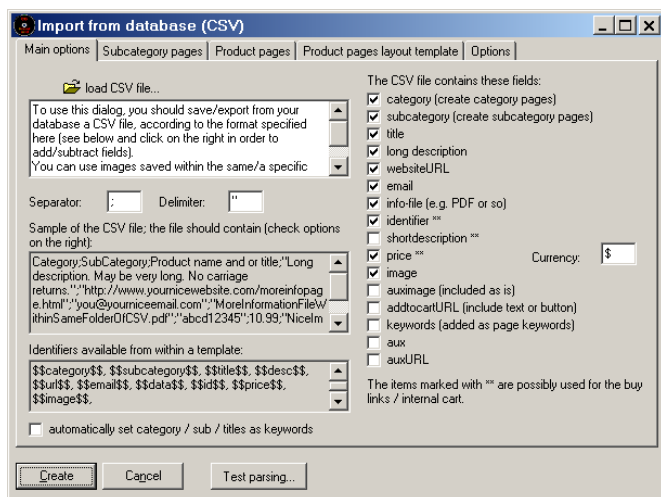 Import from database (CSV)
Main options
Subcategory pages
Product pages
Product pages layout template
Options
load CSV file...
To use this dialog, you should save/export from your
database a CSV file, according to the format specified
here (see below and click on the right in order to
add/subtract fields).
You can use images saved within the same/a specific
Separator: ; Delimiter: "
Sample of the CSV file; the file should contain (check options
on the right):
Category;SubCategory;Product name and or title;"Long
description. May be very long. No carriage
returns.";"http://www.yournicewebsite.com/moreinfopag
e.html";"you@yourniceemail.com";"MoreInformationFileW
ithinSameFolderOfCSV.pdf";"abcd12345";10.99;"NiceIm
Identifiers available from within a template:
$$category$$, $$subcategory$$, $$title$$, $$desc$$,
$$url$$, $$email$$, $$data$$, $$id$$, $$price$$,
$$image$$,
automatically set category / sub / titles as keywords
The CSV file contains these fields:
category (create category pages)
subcategory (create subcategory pages)
title
long description
websiteURL
email
info-file (e.g. PDF or so)
identifier **
shortdescription **
price ** Currency: $
image
auximage (included as is)
addtocartURL (include text or button)
keywords (added as page keywords)
aux
auxURL
The items marked with ** are possibly used for the buy
links / internal cart.
Create
Cancel
Test parsing...